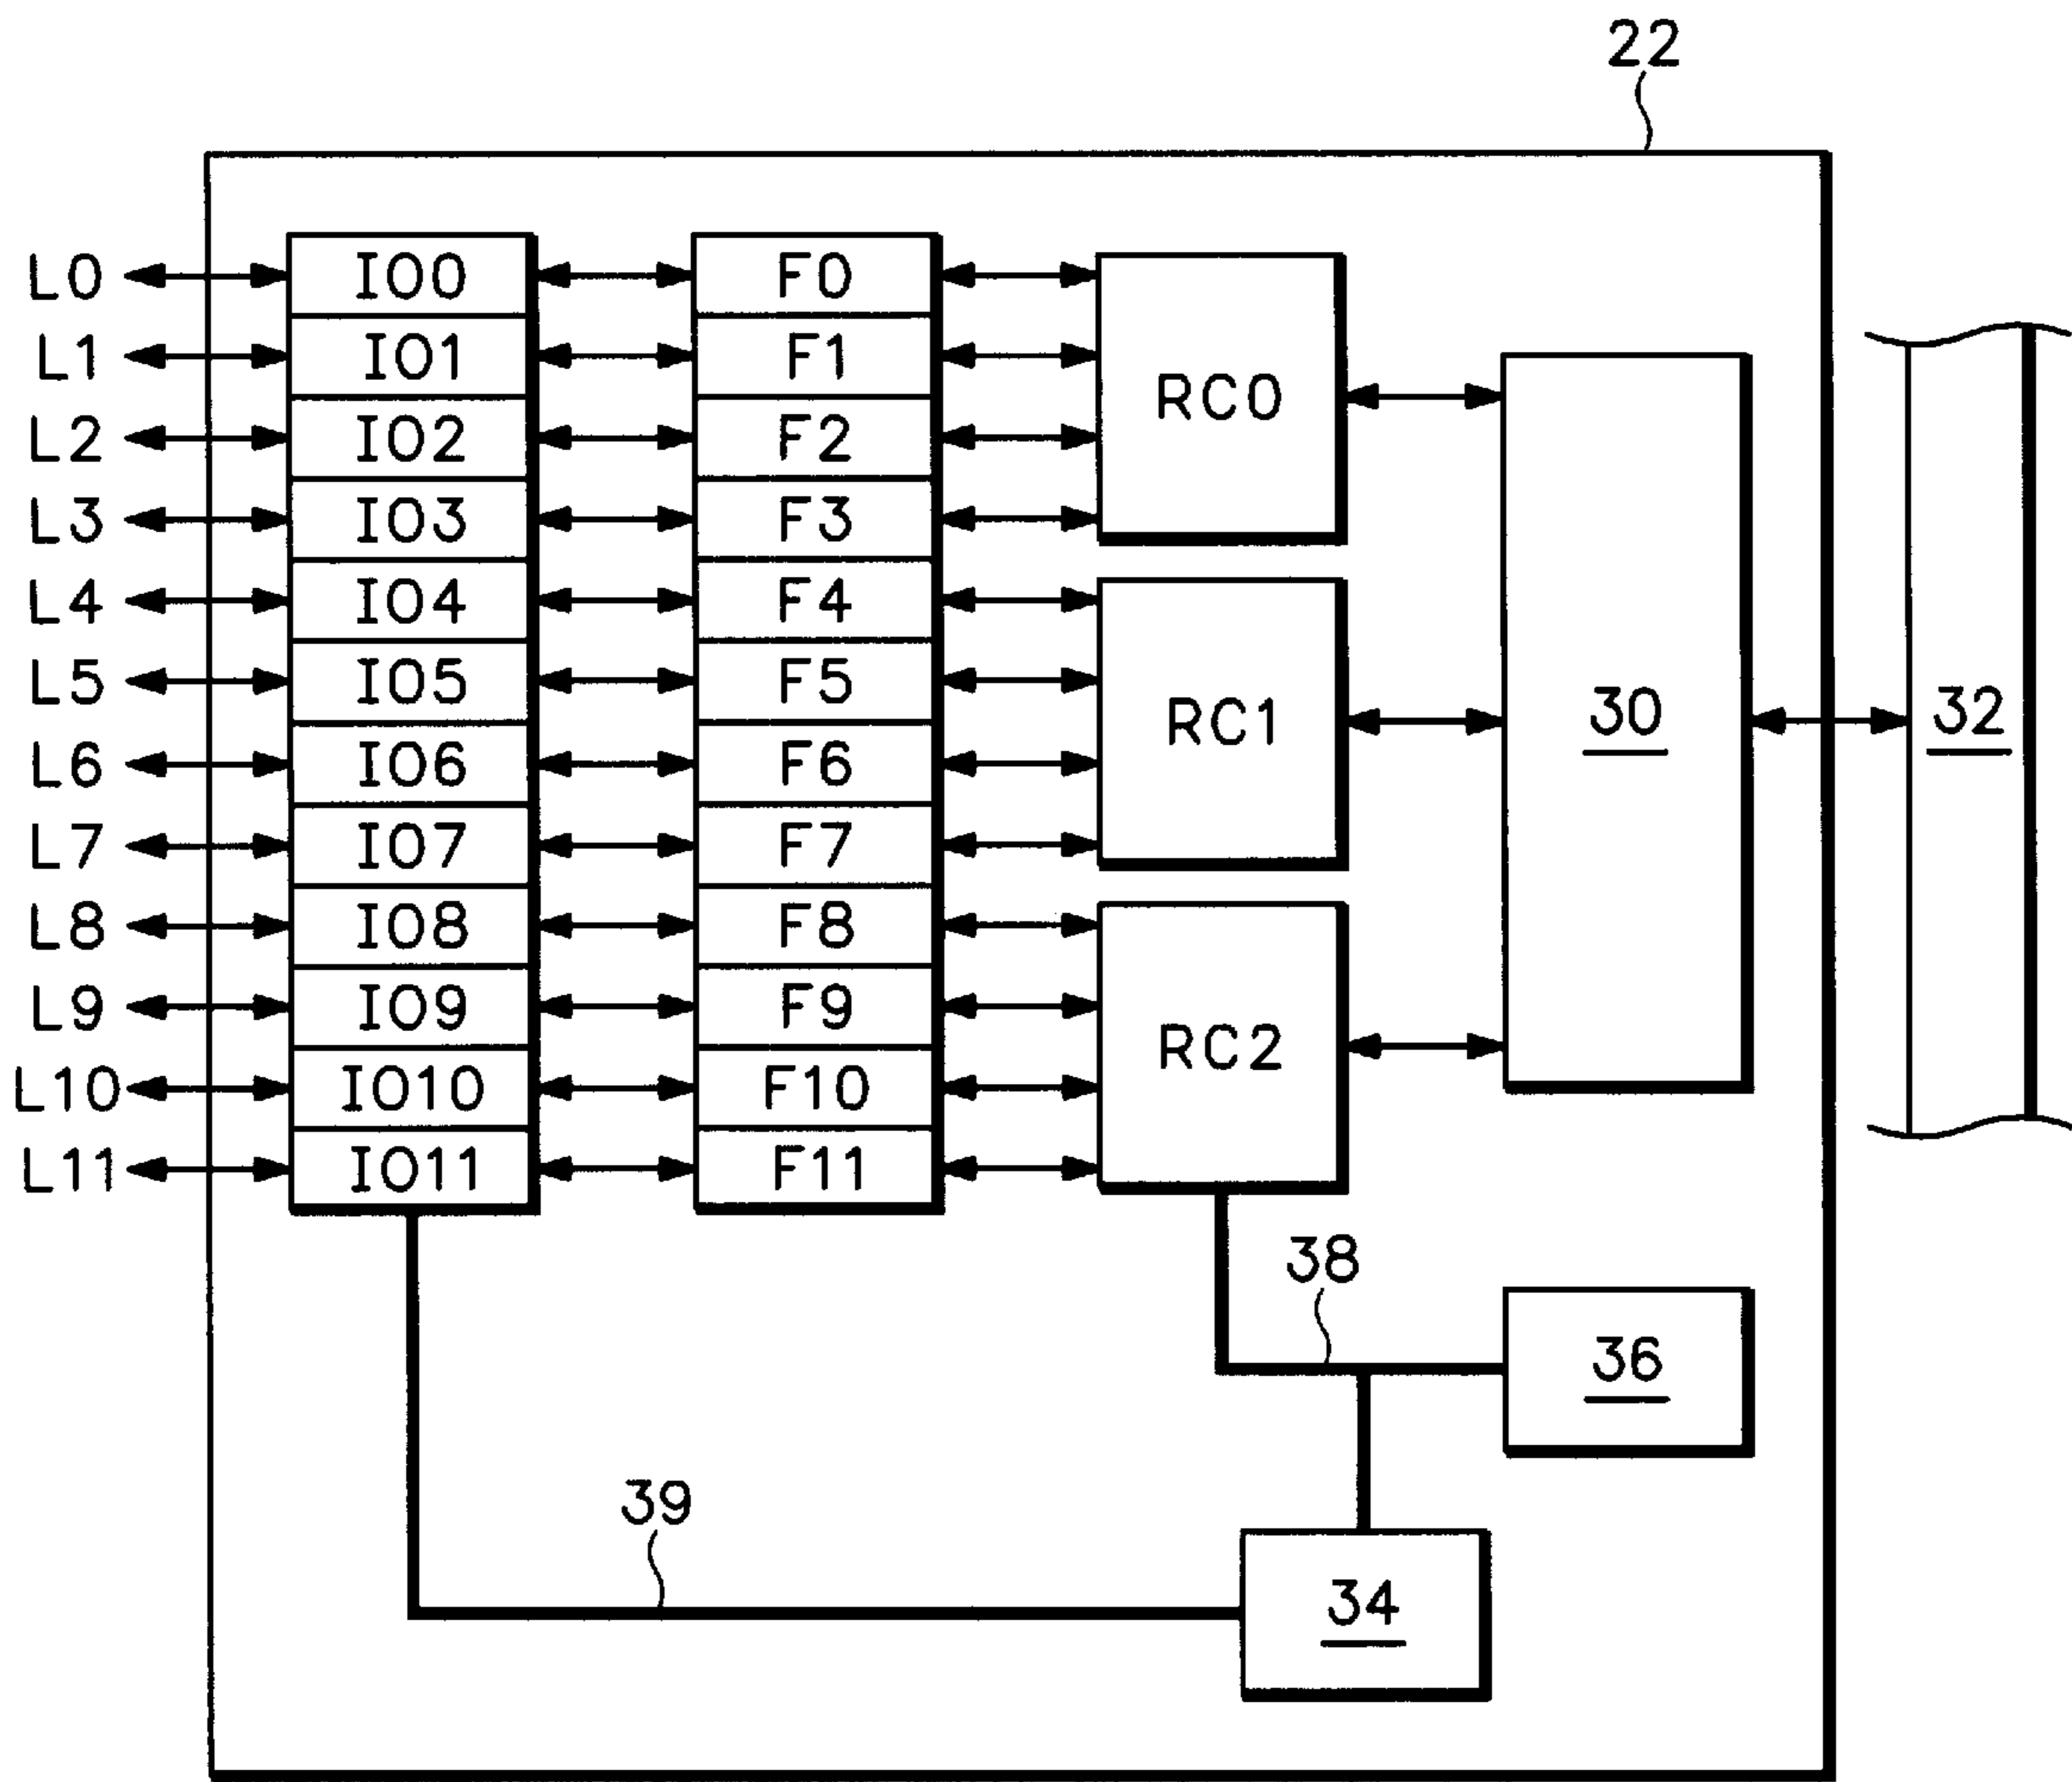 22
L0 IO0 F0
L1 IO1 F1
RC0
L2 IO2 F2
L3 IO3 F3
L4 IO4 F4
L5 IO5 F5
RC1 30 32
L6 IO6 F6
L7 IO7 F7
L8 IO8 F8
L9 IO9 F9
RC2
L10 IO10 F10
L11 IO11 F11
38
36
39
34